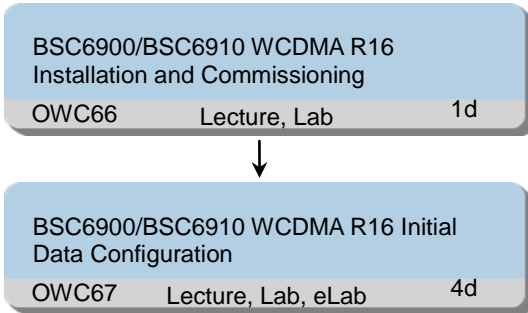 BSC6900/BSC6910 WCDMA R16
Installation and Commissioning
OWC66 Lecture, Lab 1d
BSC6900/BSC6910 WCDMA R16 Initial
Data Configuration
OWC67 Lecture, Lab, eLab 4d